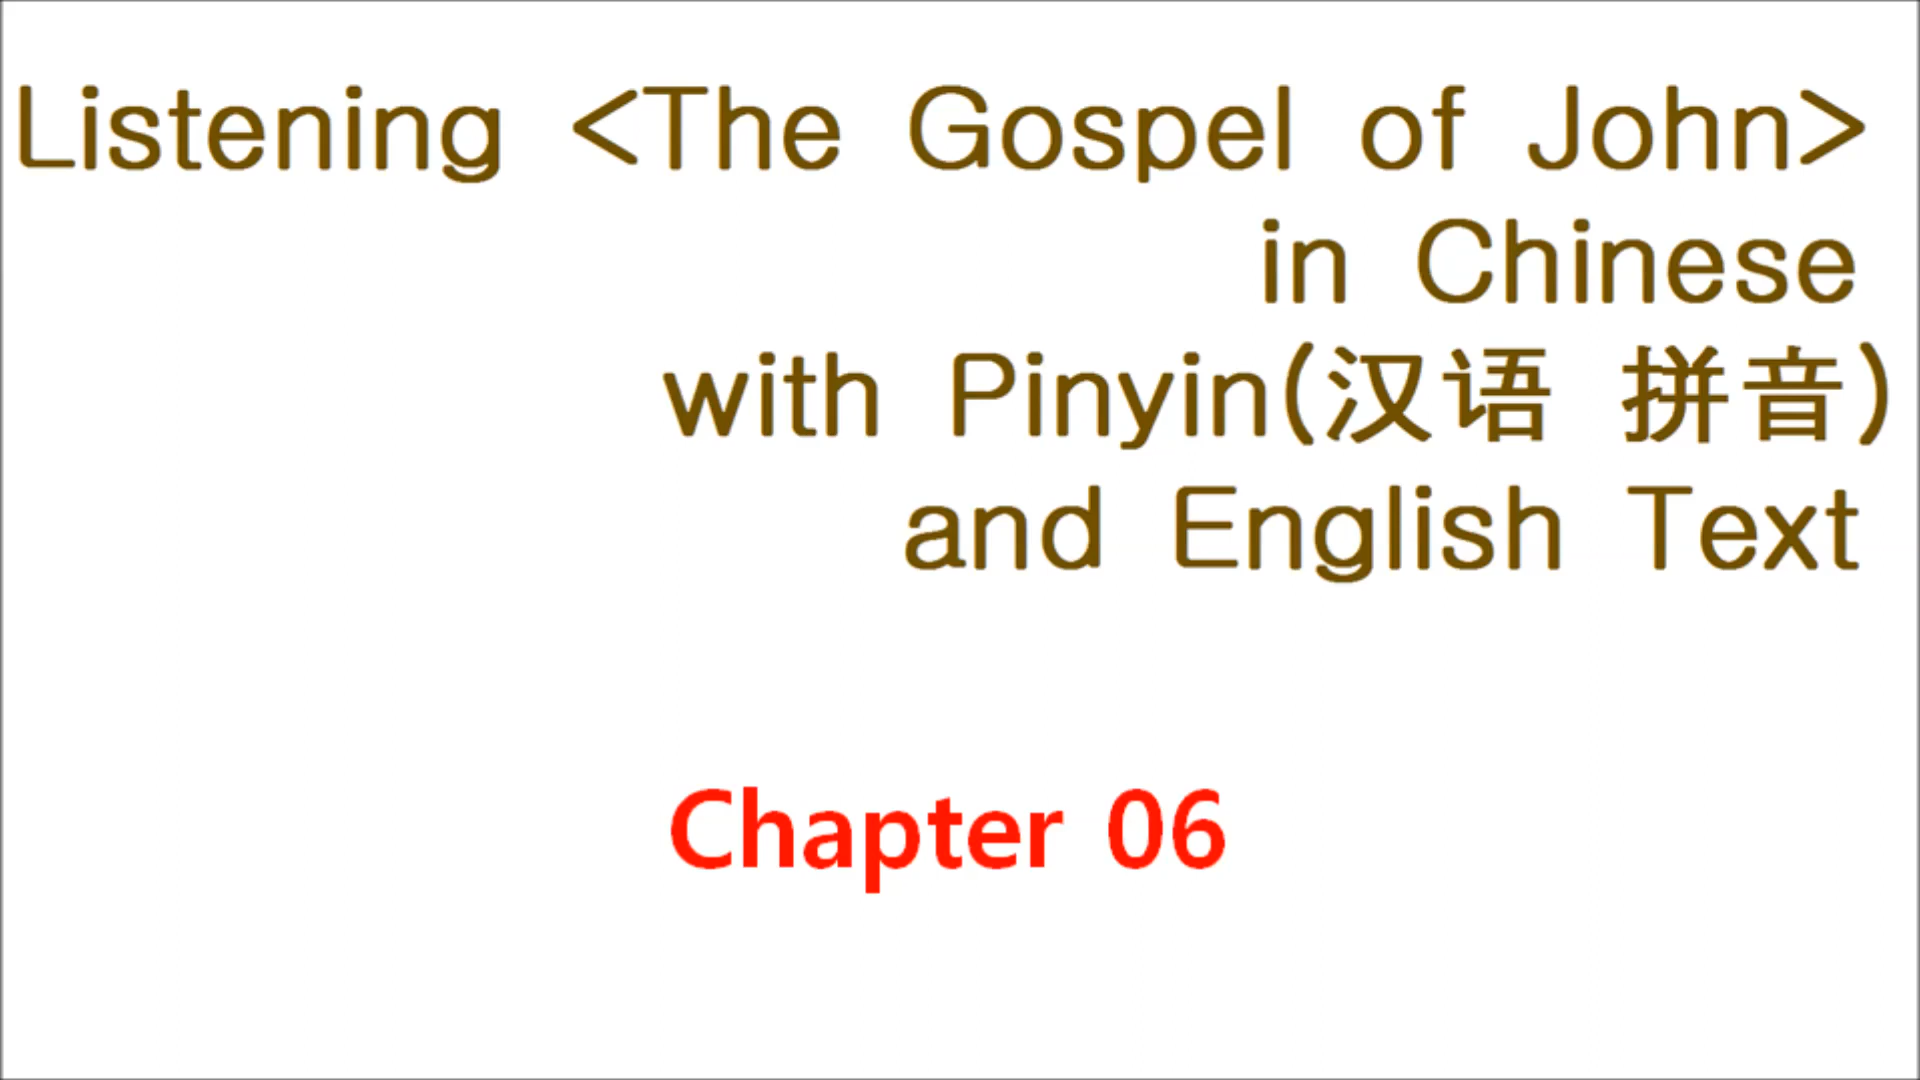 Listening <The Gospel of John>
in Chinese
with Pinyin(汉语 拼音)
and English Text
Chapter 06